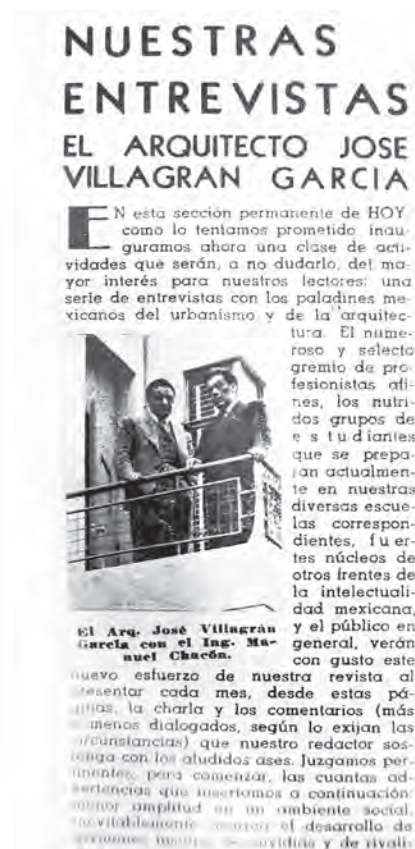 NUESTRAS
ENTREVISTAS
EL ARQUITECTO JOSE
VILLAGRAN GARCIA
EN esta sección permanente de HOY
como lo teníamos prometido inau-
guramos ahora una clase de acti-
vidades que serán, a no dudarlo, del ma-
yor interés para nuestros lectores: una
serie de entrevistas con los paladines me-
xicanos del urbanismo y de la arquitec-
tura. El nume-
roso y selecto
gremio de pro-
fesionistas afi-
nes, los nutri-
dos grupos de
estudiantes
que se prepa-
ran actualmen-
te en nuestras
diversas escue-
las correspon-
dientes, fuer-
tes núcleos de
otros frentes de
la intelectuali-
dad mexicana,
y el público en
general, verán
con gusto este
El Arq. José Villagrán
García con el Ing. Ma-
nuel Chacón.
nuevo esfuerzo de nuestra revista al
presentar cada mes, desde estas pá-
ginas, la charla y los comentarios (más
o menos dialogados, según lo exijan las
circunstancias) que nuestro redactor sos-
tenga con los aludidos ases. Juzgamos per-
tinentes, para comenzar, las cuantas ad-
vertencias que insertamos a continuación:
menor amplitud en un ambiente social,
inevitablemente el desarrollo de
envidias y de rivali-